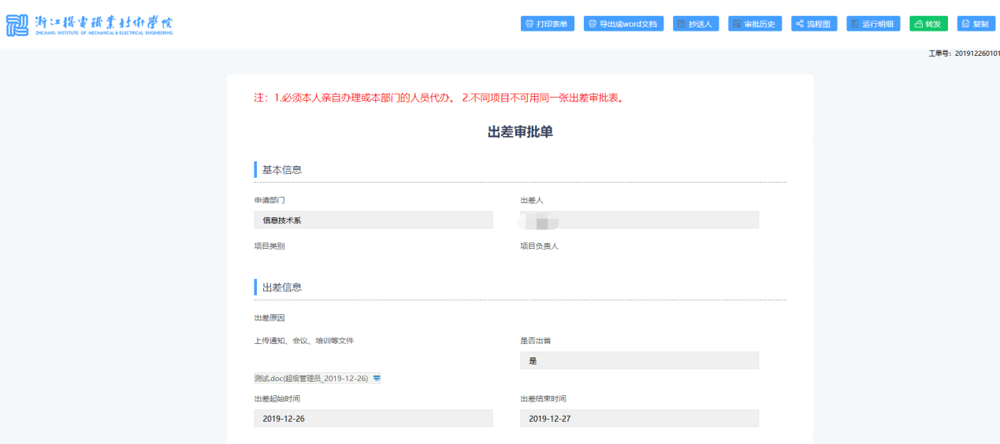 浙江機電職業技術學院
ZHEJIANG INSTITUTE OF MECHANICAL & ELECTRICAL ENGINEERING
打印表单 导出成word文档 抄送人 审批历史 流程图 运行明细 转发 复制
工单号：201912260101
注：1.必须本人亲自办理或本部门的人员代办。 2.不同项目不可用同一张出差审批表。
出差审批单
基本信息
申请部门 出差人
信息技术系
项目类别 项目负责人
出差信息
出差原因
上传通知、会议、培训等文件 是否出省
是
测试.doc(超级管理员_2019-12-26)
出差起始时间 出差结束时间
2019-12-26 2019-12-27